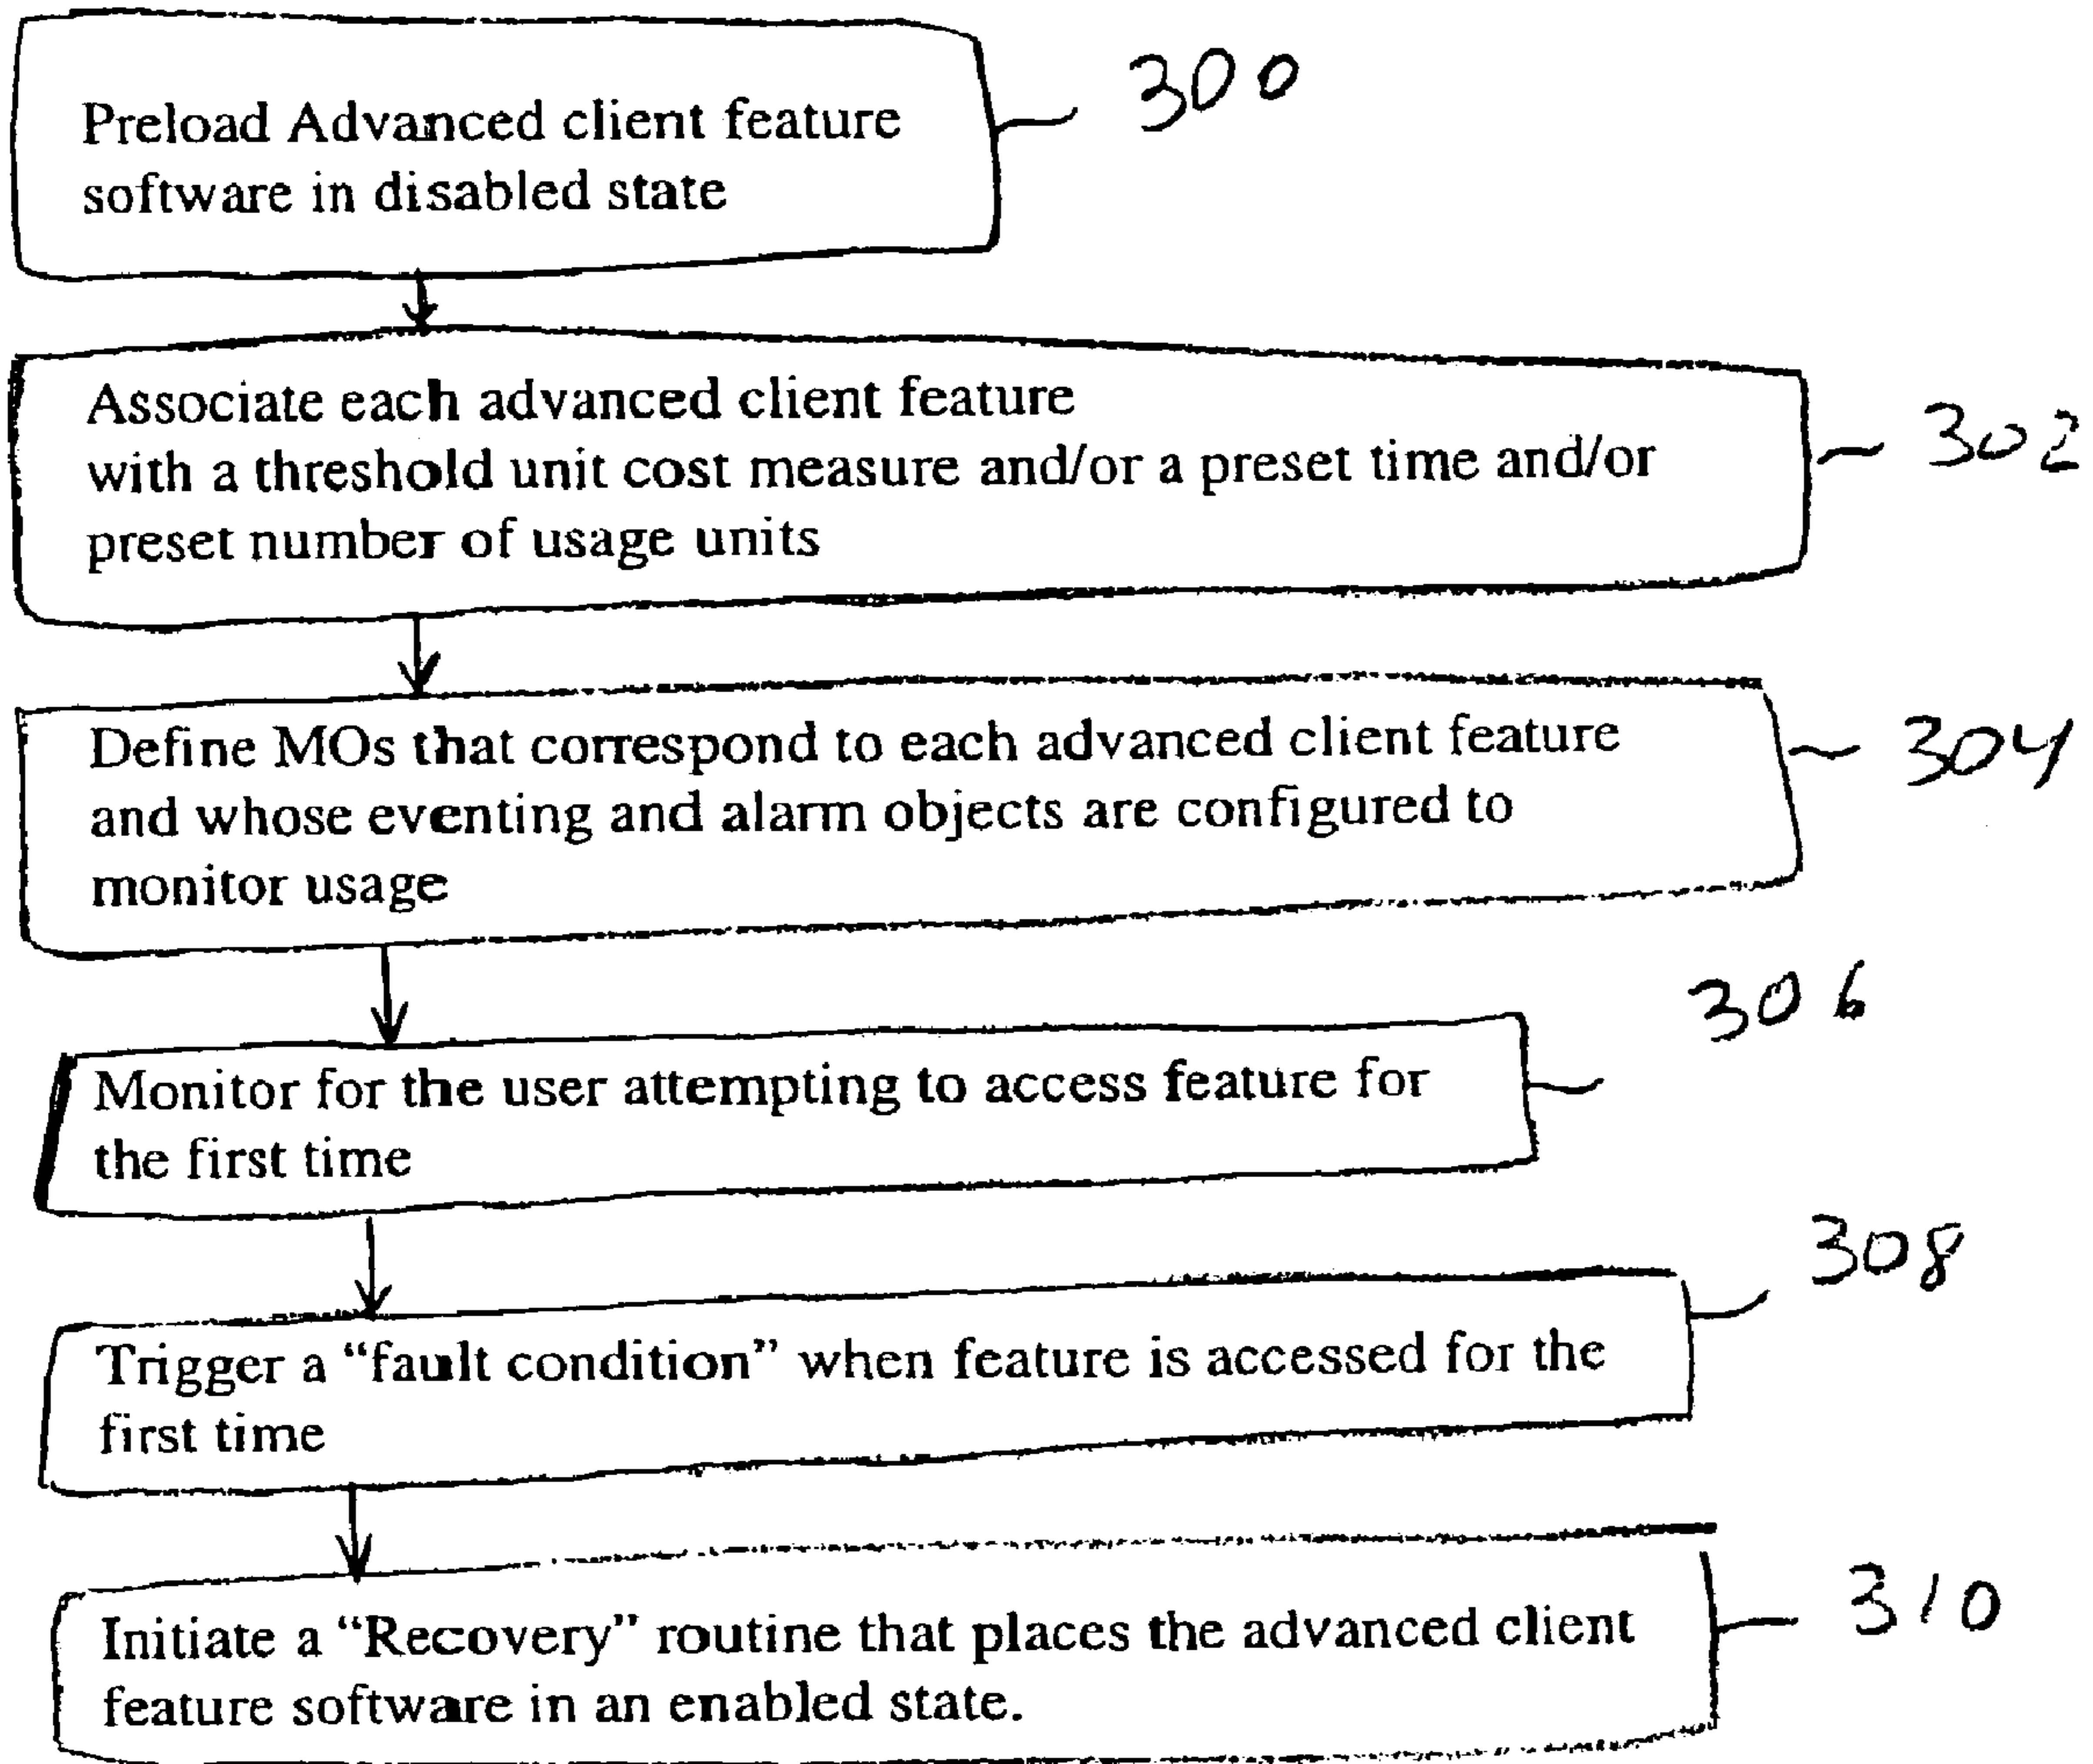 Preload Advanced client feature
software in disabled state
300
Associate each advanced client feature
with a threshold unit cost measure and/or a preset time and/or
preset number of usage units
302
Define MOs that correspond to each advanced client feature
and whose eventing and alarm objects are configured to
monitor usage
304
Monitor for the user attempting to access feature for
the first time
306
Trigger a “fault condition” when feature is accessed for the
first time
308
Initiate a “Recovery” routine that places the advanced client
feature software in an enabled state.
310